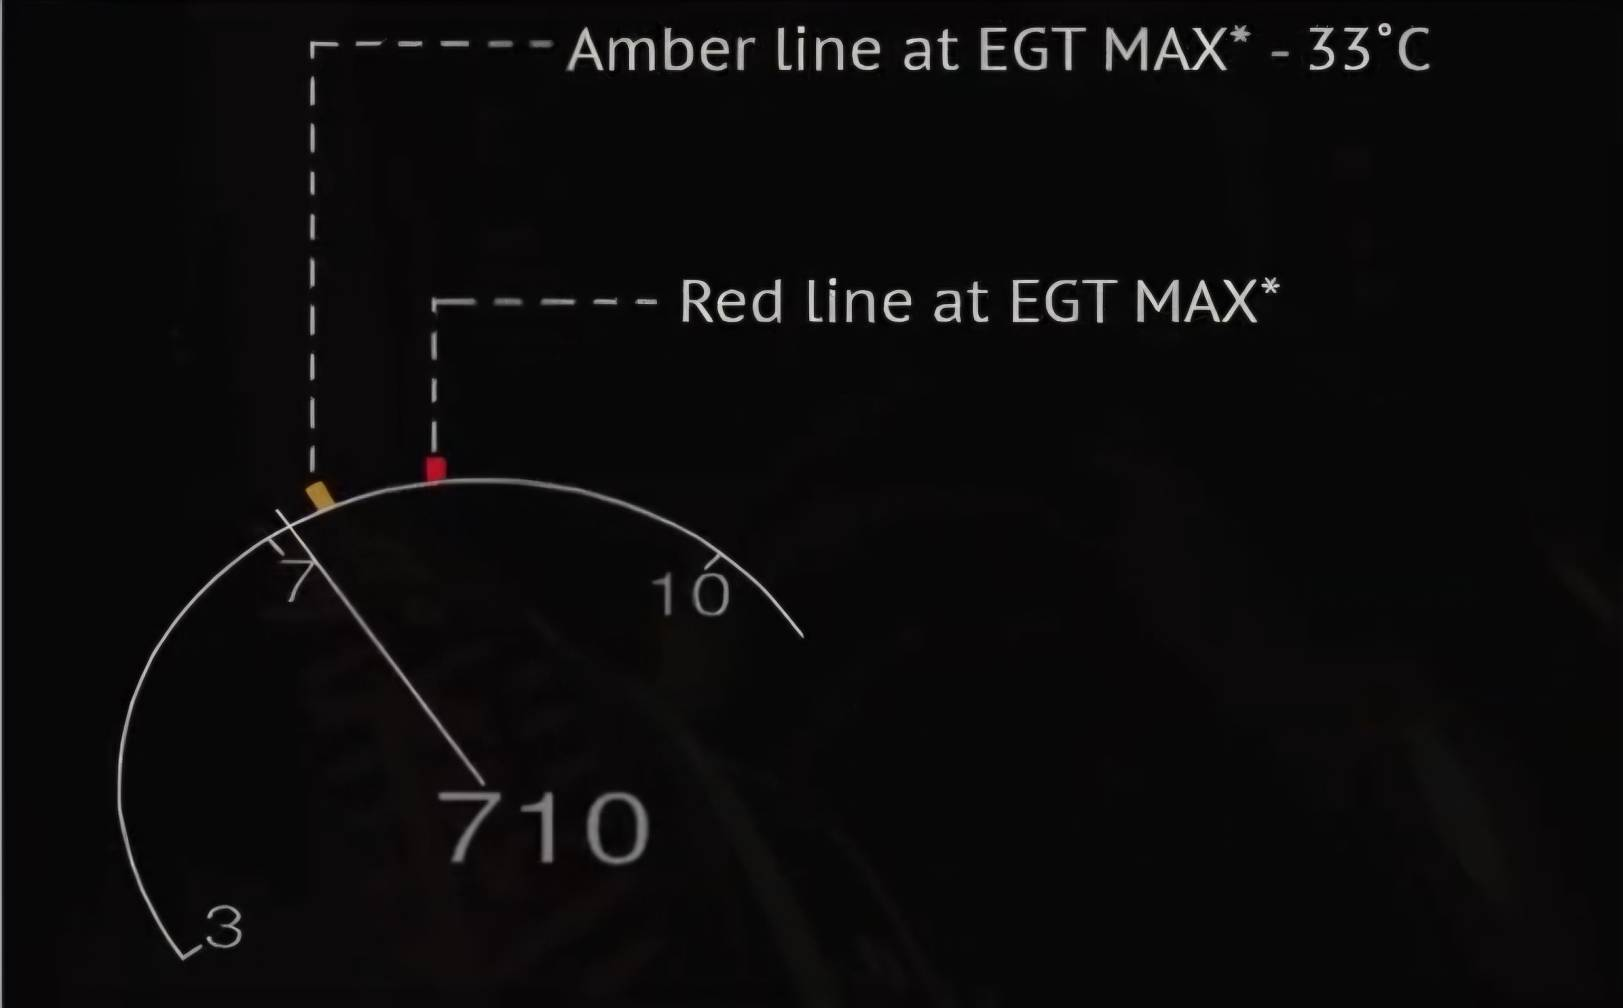 Amber line at EGT MAX* - 33°C
Red line at EGT MAX*
7
10
710
3